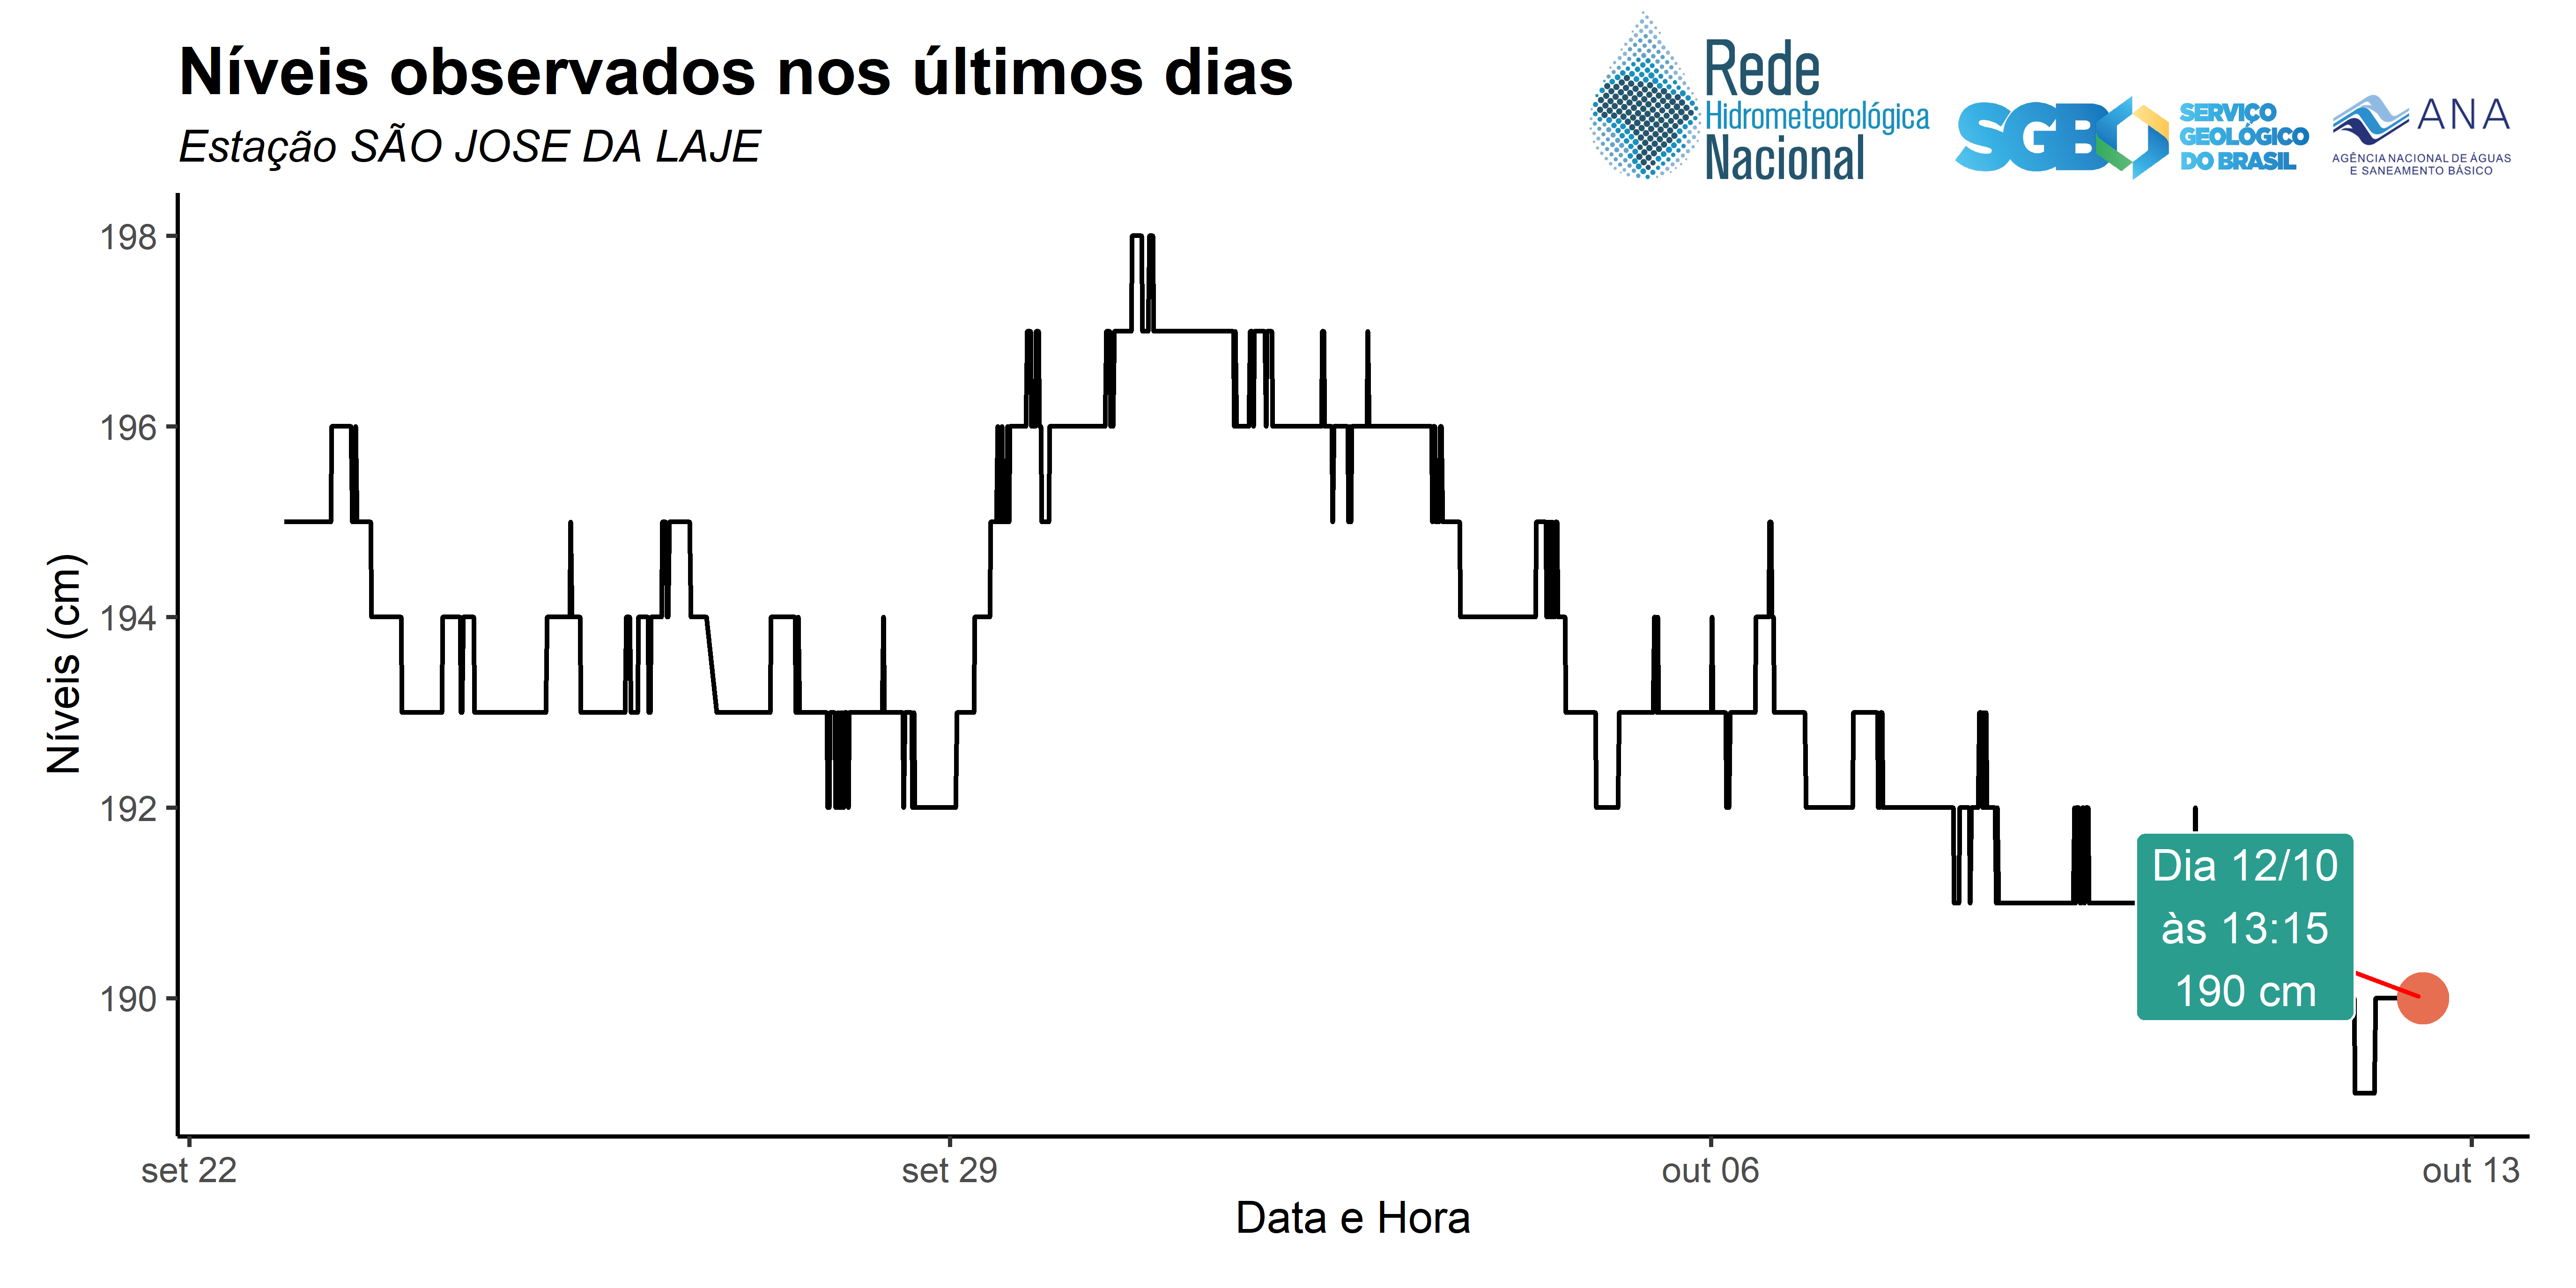 Níveis observados nos últimos dias
Estação SÃO JOSE DA LAJE
Rede
Hidrometeorológica
Nacional
SGB
SERVIÇO
GEOLÓGICO
DO BRASIL
ANA
AGÊNCIA NACIONAL DE ÁGUAS
E SANEAMENTO BÁSICO
198
196
194
192
190
Níveis (cm)
Dia 12/10
às 13:15
190 cm
set 22
set 29
out 06
out 13
Data e Hora